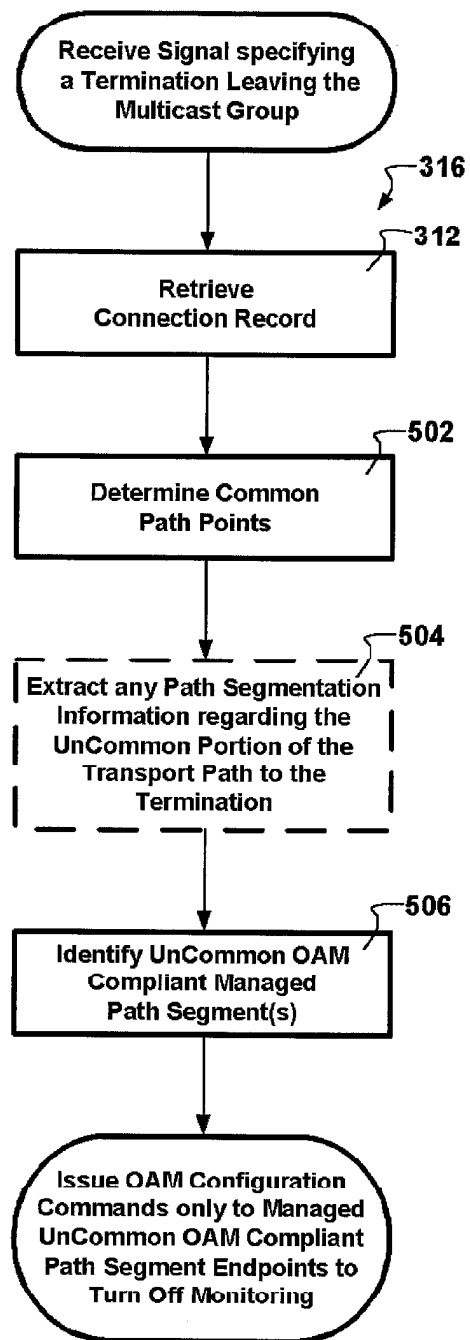 Receive Signal specifying
a Termination Leaving the
Multicast Group
316
312
Retrieve
Connection Record
502
Determine Common
Path Points
504
Extract any Path Segmentation
Information regarding the
UnCommon Portion of the
Transport Path to the
Termination
506
Identify UnCommon OAM
Compliant Managed
Path Segment(s)
Issue OAM Configuration
Commands only to Managed
UnCommon OAM Compliant
Path Segment Endpoints to
Turn Off Monitoring